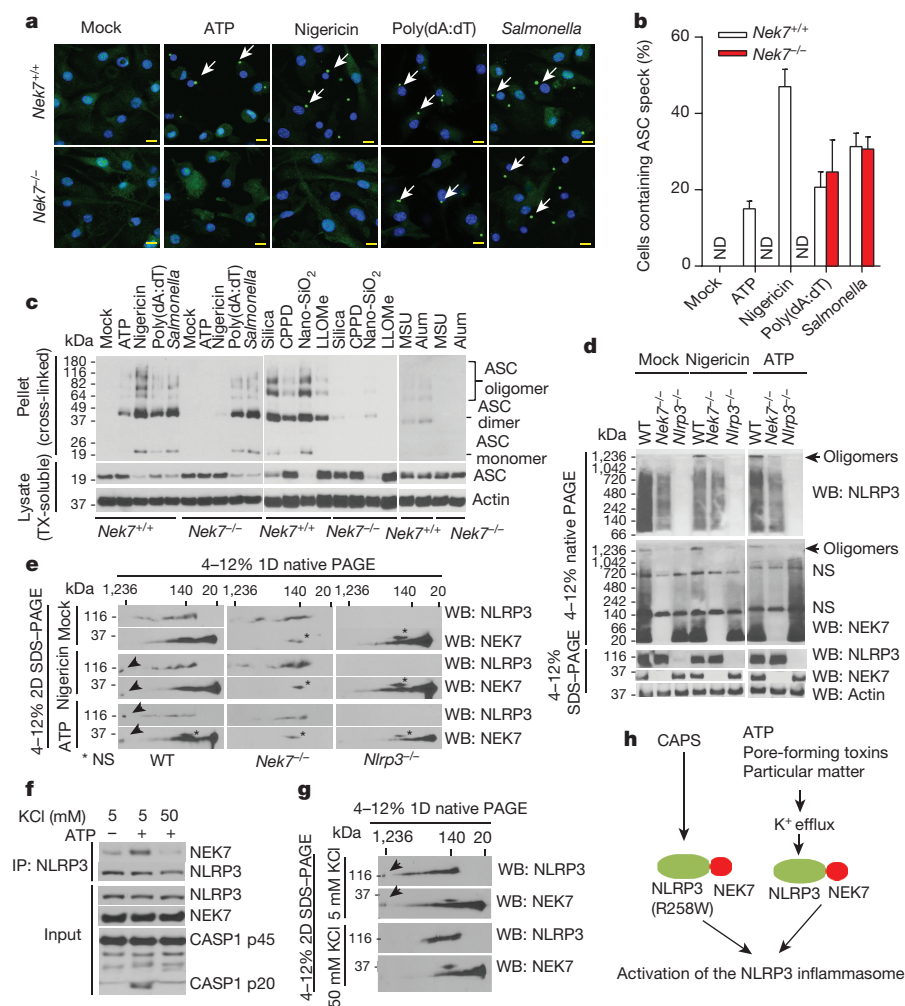 a
Mock ATP Nigericin Poly(dA:dT) Salmonella
Nek7+/+
Nek7–/–
b
Cells containing ASC speck (%)
60
40
20
0
Nek7+/+
Nek7–/–
ND ND ND
Mock ATP Nigericin Poly(dA:dT) Salmonella
c
Mock ATP Nigericin Poly(dA:dT) Salmonella Mock ATP Nigericin Poly(dA:dT) Salmonella Silica CPPD Nano-SiO2 LLOMe Silica CPPD Nano-SiO2 LLOMe MSU Alum MSU Alum
kDa
Pellet (cross-linked)
180
116
82
64
49
37
26
19
ASC oligomer
ASC dimer
ASC monomer
Lysate (TX-soluble)
19
ASC
37
Actin
Nek7+/+ Nek7–/– Nek7+/+ Nek7–/– Nek7+/+ Nek7–/–
d
Mock Nigericin ATP
WT Nek7–/– Nlrp3–/– WT Nek7–/– Nlrp3–/– WT Nek7–/– Nlrp3–/–
kDa
4–12% native PAGE
1,236
1,042
720
480
242
140
66
Oligomers
WB: NLRP3
1,236
1,042
720
480
242
140
66
20
Oligomers
NS
NS
WB: NEK7
4–12% SDS–PAGE
116
WB: NLRP3
37
WB: NEK7
37
WB: Actin
e
4–12% 1D native PAGE
kDa 1,236 140 20 1,236 140 20 1,236 140 20
4–12% 2D SDS–PAGE
Mock
116 WB: NLRP3
37 * * WB: NEK7
Nigericin
116 WB: NLRP3
37 * * WB: NEK7
ATP
116 WB: NLRP3
37 * * * WB: NEK7
* NS WT Nek7–/– Nlrp3–/–
f
KCl (mM) 5 5 50
ATP – + +
IP: NLRP3
NEK7
NLRP3
Input
NLRP3
NEK7
CASP1 p45
CASP1 p20
g
4–12% 1D native PAGE
kDa 1,236 140 20
4–12% 2D SDS–PAGE
5 mM KCl
116 WB: NLRP3
37 WB: NEK7
50 mM KCl
116 WB: NLRP3
37 WB: NEK7
h
CAPS
ATP
Pore-forming toxins
Particular matter
K+ efflux
NLRP3 (R258W) NEK7
NLRP3 NEK7
Activation of the NLRP3 inflammasome